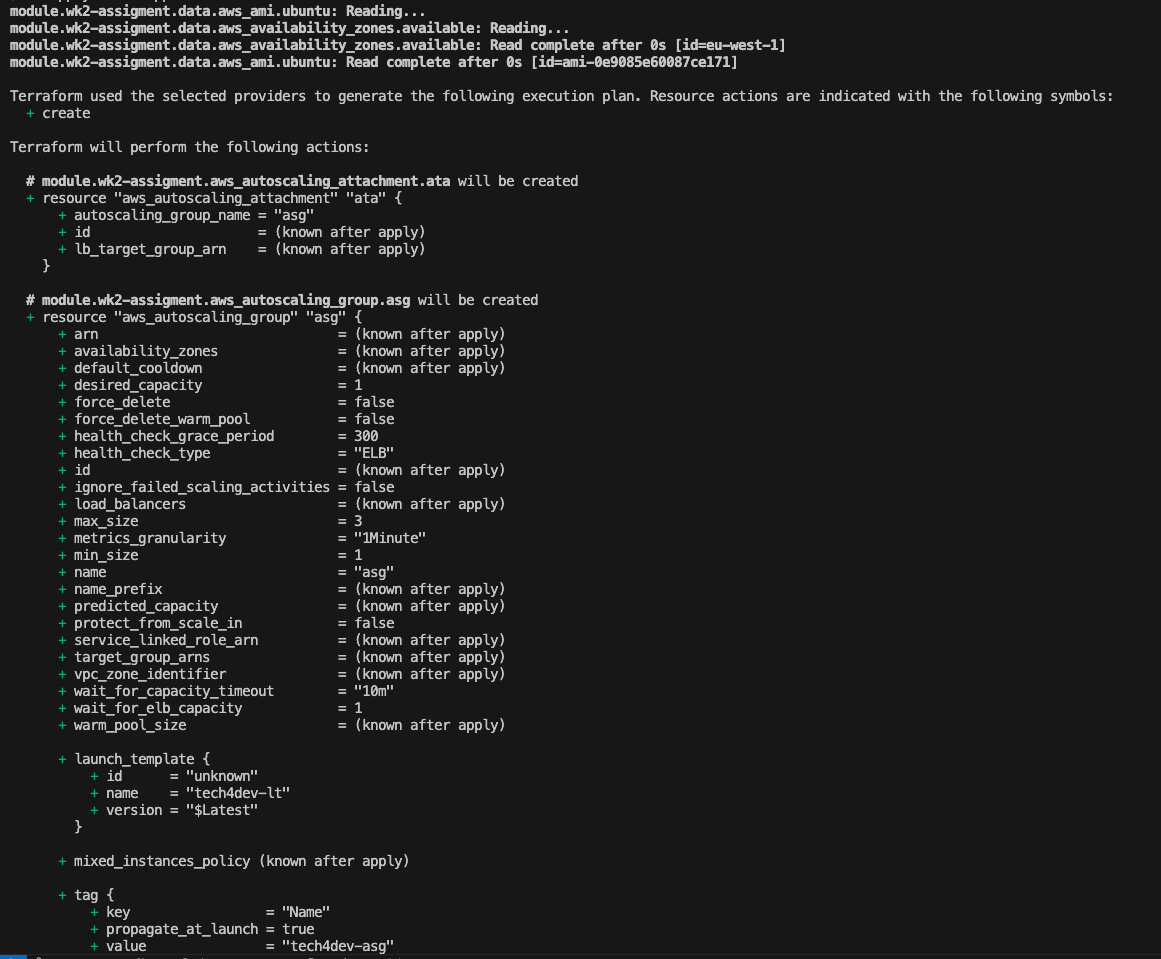 module.wk2-assigment.data.aws_ami.ubuntu: Reading...
module.wk2-assigment.data.aws_availability_zones.available: Reading...
module.wk2-assigment.data.aws_availability_zones.available: Read complete after 0s [id=eu-west-1]
module.wk2-assigment.data.aws_ami.ubuntu: Read complete after 0s [id=ami-0e9085e60087ce171]

Terraform used the selected providers to generate the following execution plan. Resource actions are indicated with the following symbols:
  + create

Terraform will perform the following actions:

  # module.wk2-assigment.aws_autoscaling_attachment.ata will be created
  + resource "aws_autoscaling_attachment" "ata" {
      + autoscaling_group_name = "asg"
      + id                     = (known after apply)
      + lb_target_group_arn    = (known after apply)
    }

  # module.wk2-assigment.aws_autoscaling_group.asg will be created
  + resource "aws_autoscaling_group" "asg" {
      + arn                              = (known after apply)
      + availability_zones               = (known after apply)
      + default_cooldown                 = (known after apply)
      + desired_capacity                 = 1
      + force_delete                     = false
      + force_delete_warm_pool           = false
      + health_check_grace_period        = 300
      + health_check_type                = "ELB"
      + id                               = (known after apply)
      + ignore_failed_scaling_activities = false
      + load_balancers                   = (known after apply)
      + max_size                         = 3
      + metrics_granularity              = "1Minute"
      + min_size                         = 1
      + name                             = "asg"
      + name_prefix                      = (known after apply)
      + predicted_capacity               = (known after apply)
      + protect_from_scale_in            = false
      + service_linked_role_arn          = (known after apply)
      + target_group_arns                = (known after apply)
      + vpc_zone_identifier              = (known after apply)
      + wait_for_capacity_timeout        = "10m"
      + wait_for_elb_capacity            = 1
      + warm_pool_size                   = (known after apply)

      + launch_template {
          + id      = "unknown"
          + name    = "tech4dev-lt"
          + version = "$Latest"
        }

      + mixed_instances_policy (known after apply)

      + tag {
          + key                 = "Name"
          + propagate_at_launch = true
          + value               = "tech4dev-asg"